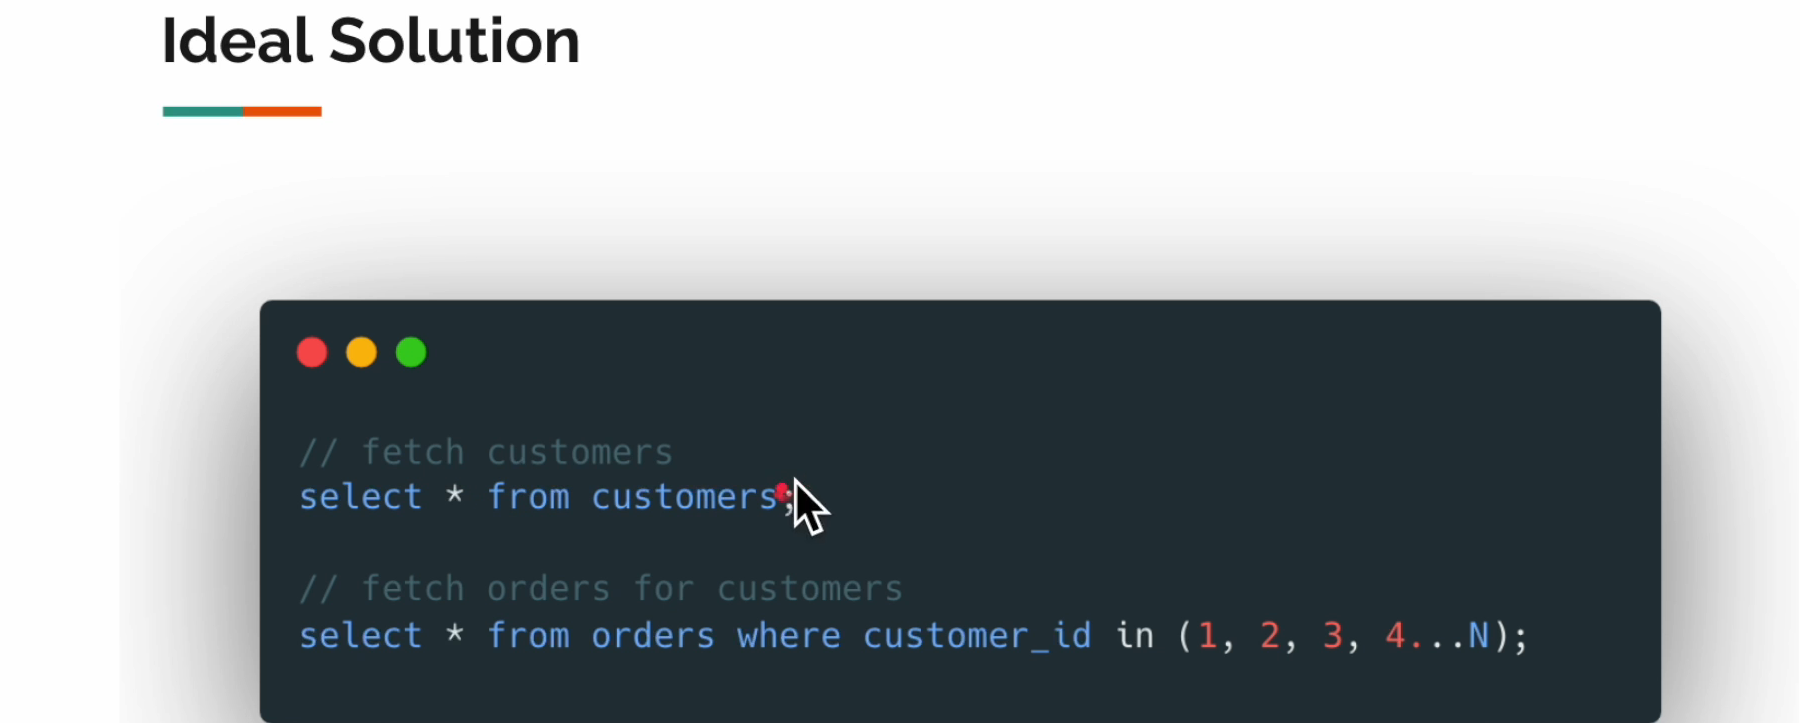 Ideal Solution
// fetch customers
select * from customers;
// fetch orders for customers
select * from orders where customer_id in (1, 2, 3, 4...N);